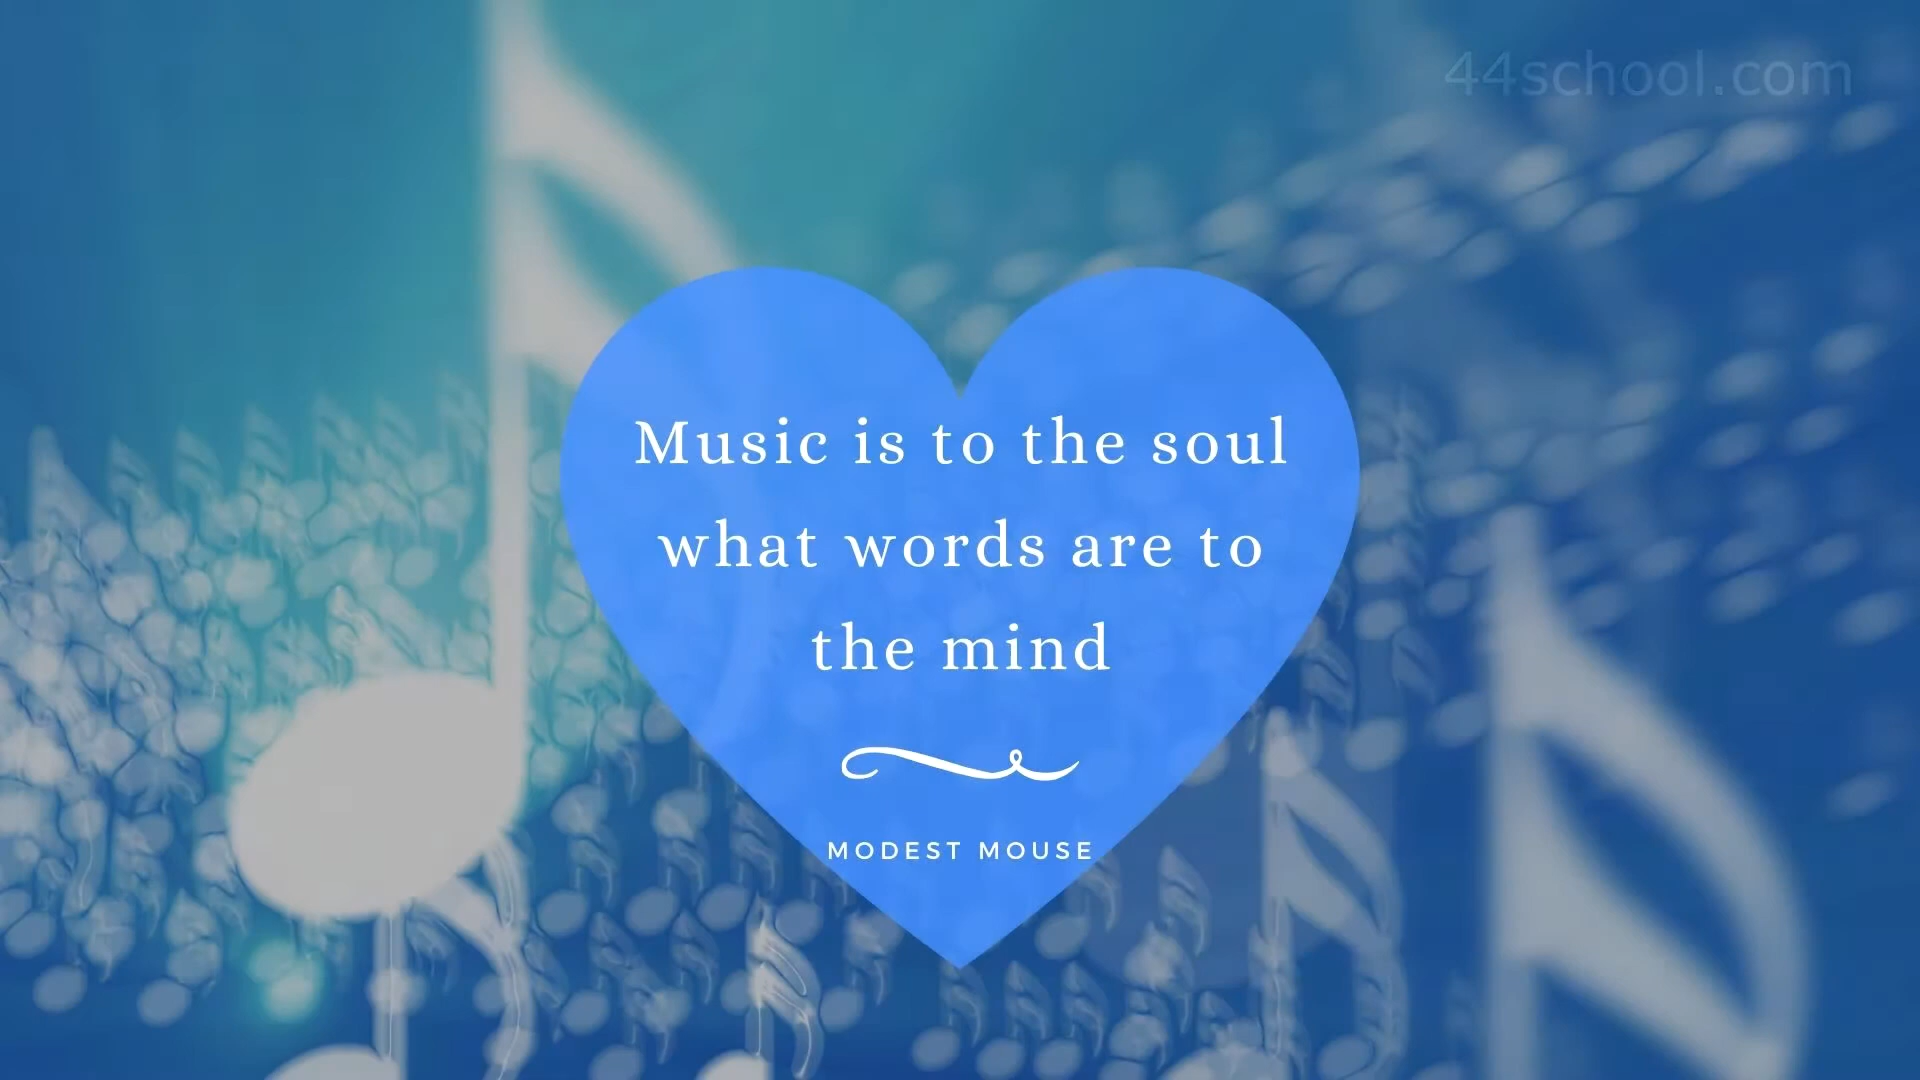 44school.com
Music is to the soul
what words are to
the mind
MODEST MOUSE